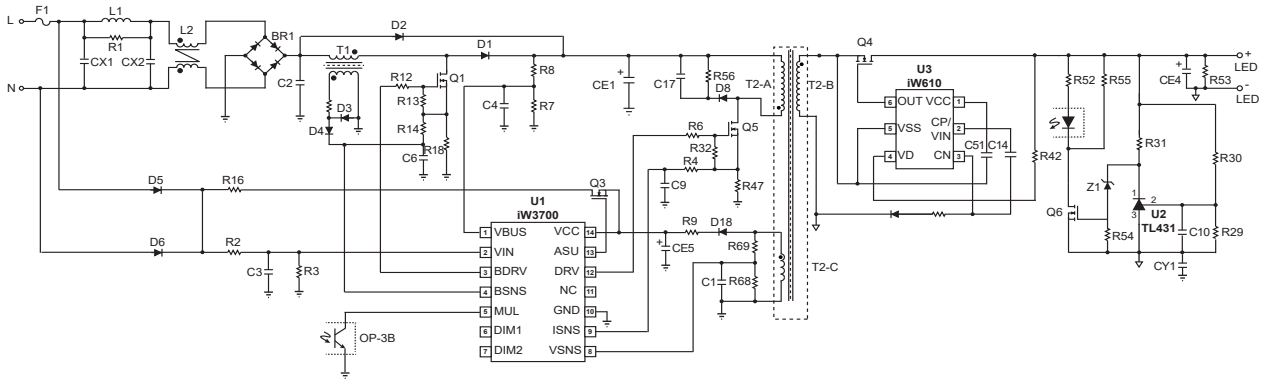 L F1 L1 L2 BR1 D2
R1 CX1 CX2
N
T1 D1 C2
R12 Q1 R13 R14 R18 C6
D3 D4
R8 R7 C4
CE1 C17 R56 D8 T2-A T2-B
R6 Q5 R32 R4 C9 R47
D5 R16 Q3
D6 R2 C3 R3
U1
iW3700
1 VBUS VCC 14
2 VIN ASU 13
3 BDRV DRV 12
4 BSNS NC 11
5 MUL GND 10
6 DIM1 ISNS 9
7 DIM2 VSNS 8
OP-3B
CE5 + R9 D18 R69 R68 C1 T2-C
Q4
U3
iW610
6 OUT VCC 1
5 VSS CP/VIN 2
4 VD CN 3
C51 C14 R42
R52 R55
Q6 Z1 R54
R31 R30
1 2 3
U2
TL431
C10 R29
CY1
+ CE4 R53
+
LED
-
LED
+